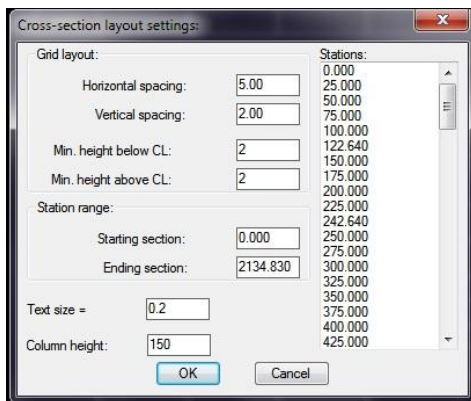 Cross-section layout settings:
Grid layout:
Horizontal spacing: 5.00
Vertical spacing: 2.00
Min. height below CL: 2
Min. height above CL: 2
Station range:
Starting section: 0.000
Ending section: 2134.830
Text size = 0.2
Column height: 150
Stations:
0.000
25.000
50.000
75.000
100.000
122.640
150.000
175.000
200.000
225.000
242.640
250.000
275.000
300.000
325.000
350.000
375.000
400.000
425.000
OK Cancel